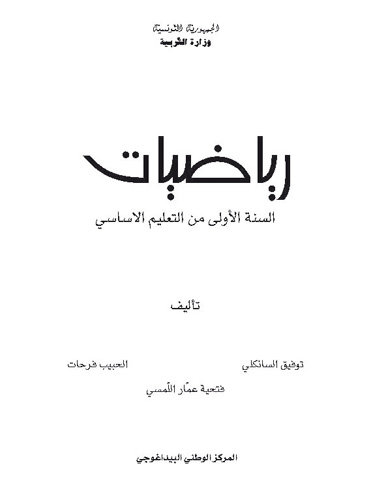 الجمهورية التونسية
وزارة التربية
رياضيات
السنة الأولى من التعليم الاساسي
تأليف
توفيق السانكلي الحبيب فرحات
فتحية عمّار اللّمسي
المركز الوطني البيداغوجي